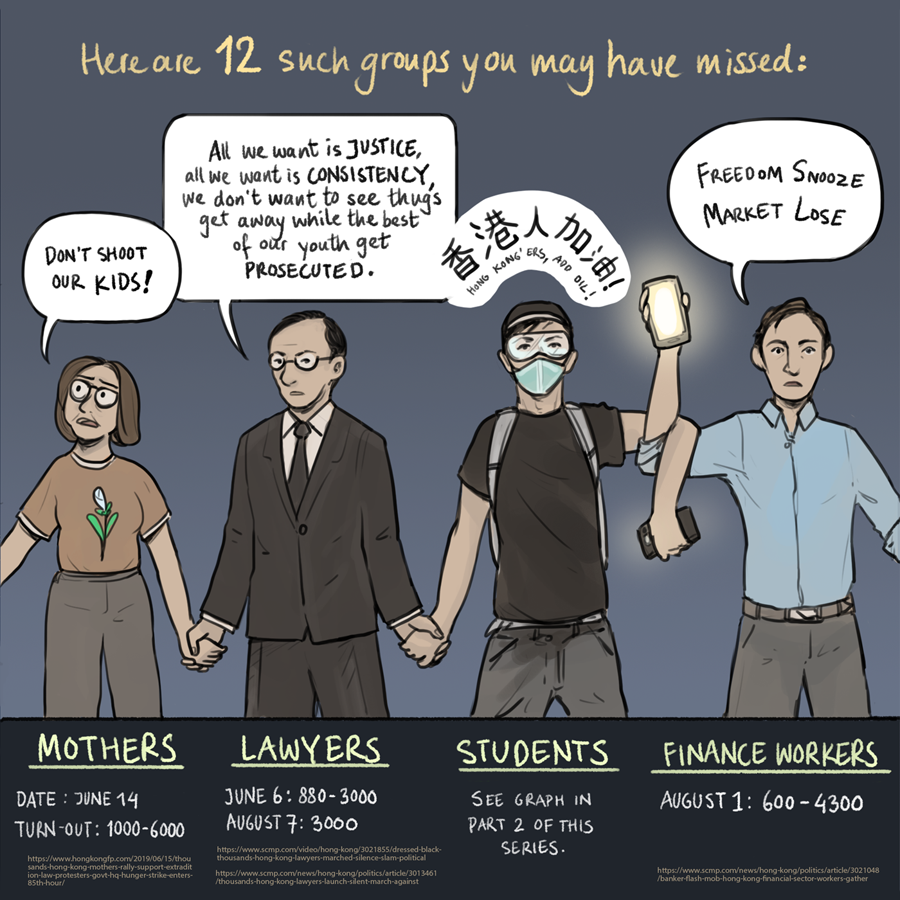 Here are 12 such groups you may have missed:
DON'T SHOOT
OUR KIDS!
All we want is JUSTICE,
all we want is CONSISTENCY,
we don't want to see thugs
get away while the best
of our youth get
PROSECUTED.
香港人加油!
HONG KONG'ERS, ADD OIL!
FREEDOM SNOOZE
MARKET LOSE
MOTHERS
DATE: JUNE 14
TURN-OUT: 1000-6000
https://www.hongkongfp.com/2019/06/15/thou
sands-hong-kong-mothers-rally-support-extradit
ion-law-protesters-govt-hq-hunger-strike-enters-
85th-hour/
LAWYERS
JUNE 6: 880-3000
AUGUST 7: 3000
https://www.scmp.com/video/hong-kong/3021855/dressed-black-
thousands-hong-kong-lawyers-marched-silence-slam-political
https://www.scmp.com/news/hong-kong/politics/article/3013461
/thousands-hong-kong-lawyers-launch-silent-march-against
STUDENTS
SEE GRAPH IN
PART 2 OF THIS
SERIES.
FINANCE WORKERS
AUGUST 1: 600-4300
https://www.scmp.com/news/hong-kong/politics/article/3021048
/banker-flash-mob-hong-kong-financial-sector-workers-gather